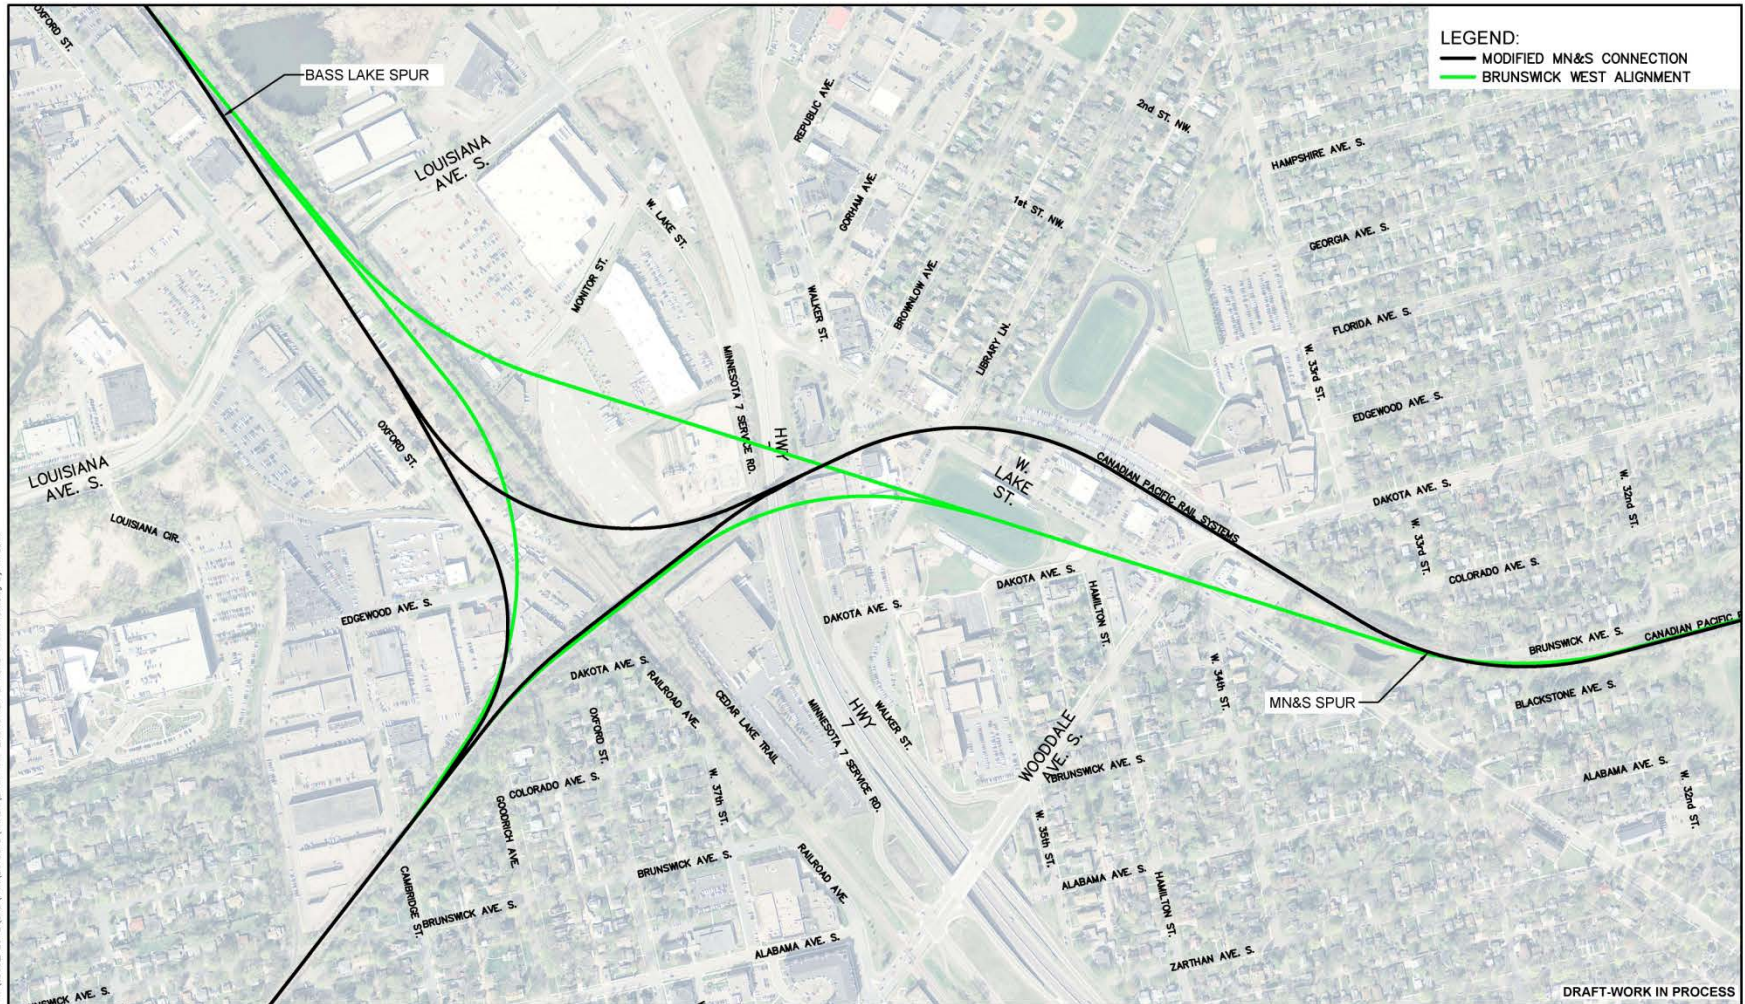 LEGEND:
MODIFIED MN&S CONNECTION
BRUNSWICK WEST ALIGNMENT
OXFORD ST.
BASS LAKE SPUR
LOUISIANA
AVE. S.
REPUBLIC AVE.
2nd ST. NW.
HAMPSHIRE AVE. S.
W. LAKE ST.
GORHAM AVE.
1st ST. NW.
GEORGIA AVE. S.
MONITOR ST.
WALKER ST.
BROWNLOW AVE.
LIBRARY LN.
FLORIDA AVE. S.
MINNESOTA 7 SERVICE RD.
W. 33rd ST.
EDGEWOOD AVE. S.
OXFORD ST.
HWY
W.
LAKE
ST.
CANADIAN PACIFIC RAIL SYSTEMS
DAKOTA AVE. S.
W. 32nd ST.
LOUISIANA
AVE. S.
LOUISIANA CIR.
W. 33rd ST.
COLORADO AVE. S.
EDGEWOOD AVE. S.
DAKOTA AVE. S.
DAKOTA AVE. S.
HAMILTON ST.
BRUNSWICK AVE. S.
CANADIAN PACIFIC
DAKOTA AVE. S.
RAILROAD AVE.
CEDAR LAKE TRAIL
MINNESOTA 7 SERVICE RD.
HWY
7
WALKER ST.
W. 34th ST.
MN&S SPUR
BLACKSTONE AVE. S.
OXFORD ST.
WOODDALE
AVE. S.
BRUNSWICK AVE. S.
ALABAMA AVE. S.
W. 32nd ST.
COLORADO AVE. S.
GOODRICH AVE.
W. 37th ST.
W. 35th ST.
BRUNSWICK AVE. S.
RAILROAD AVE.
ALABAMA AVE. S.
HAMILTON ST.
CAMBRIDGE ST.
BRUNSWICK AVE. S.
ALABAMA AVE. S.
ZARTHAN AVE. S.
AVE. S.
DRAFT-WORK IN PROCESS